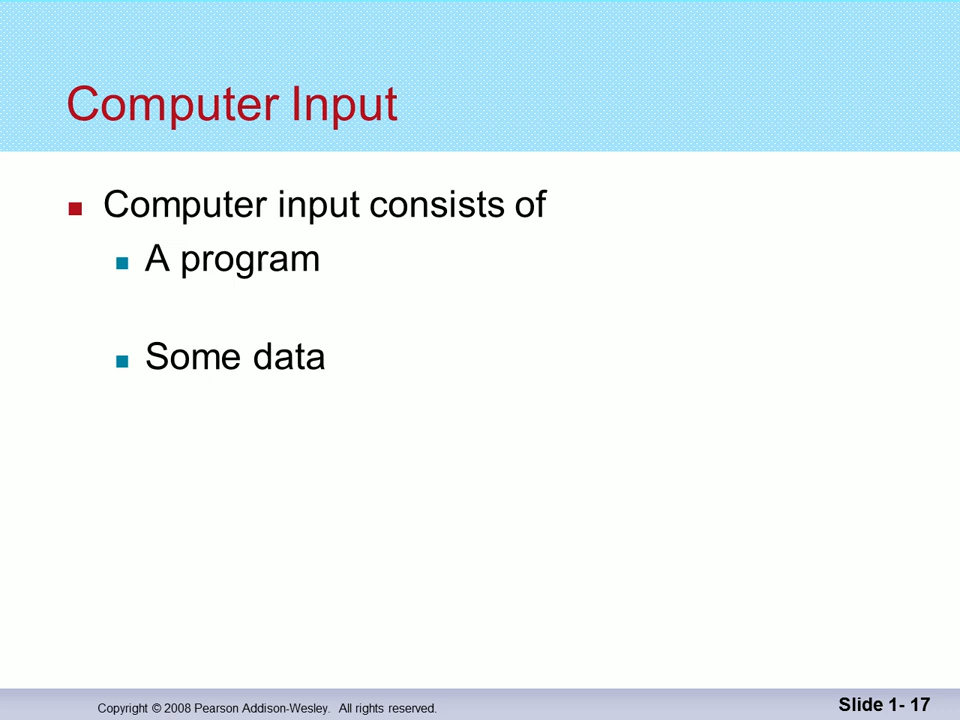 Computer Input
Computer input consists of
A program
Some data
Copyright © 2008 Pearson Addison-Wesley. All rights reserved.
Slide 1- 17